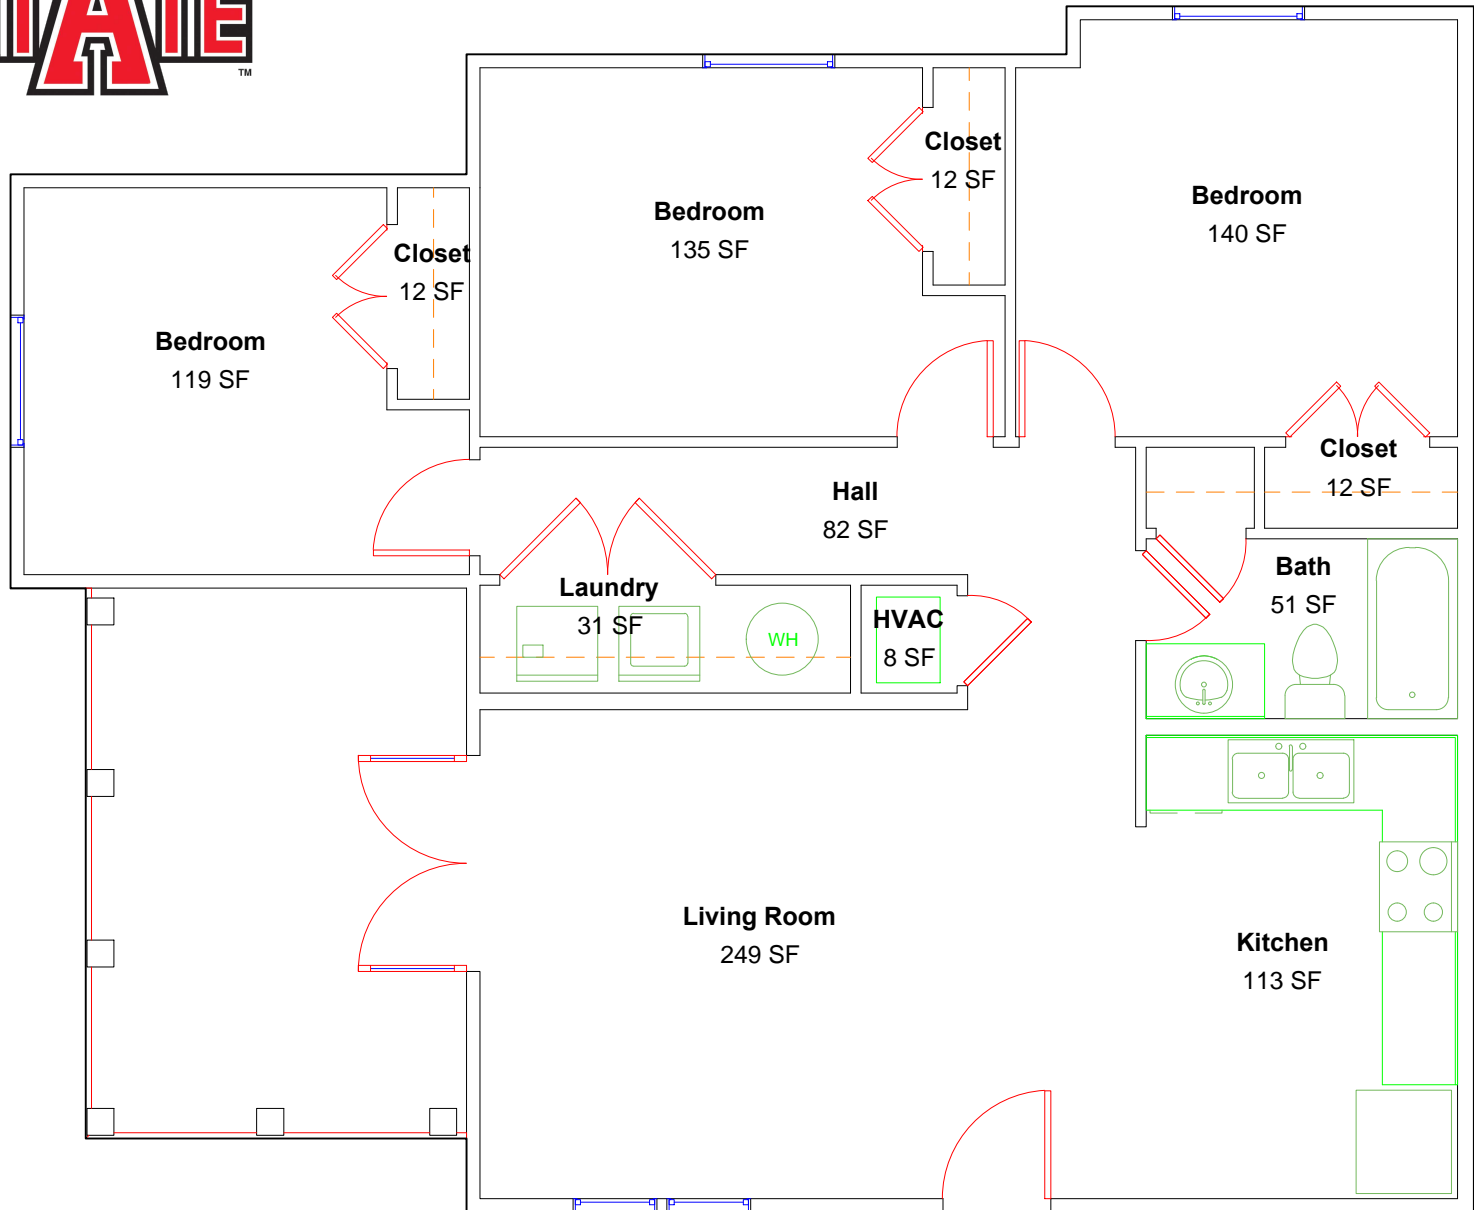 STATE
TM
Closet
12 SF
Bedroom
135 SF
Bedroom
140 SF
Closet
12 SF
Bedroom
119 SF
Closet
12 SF
Hall
82 SF
Laundry
31 SF
WH
HVAC
8 SF
Bath
51 SF
Living Room
249 SF
Kitchen
113 SF